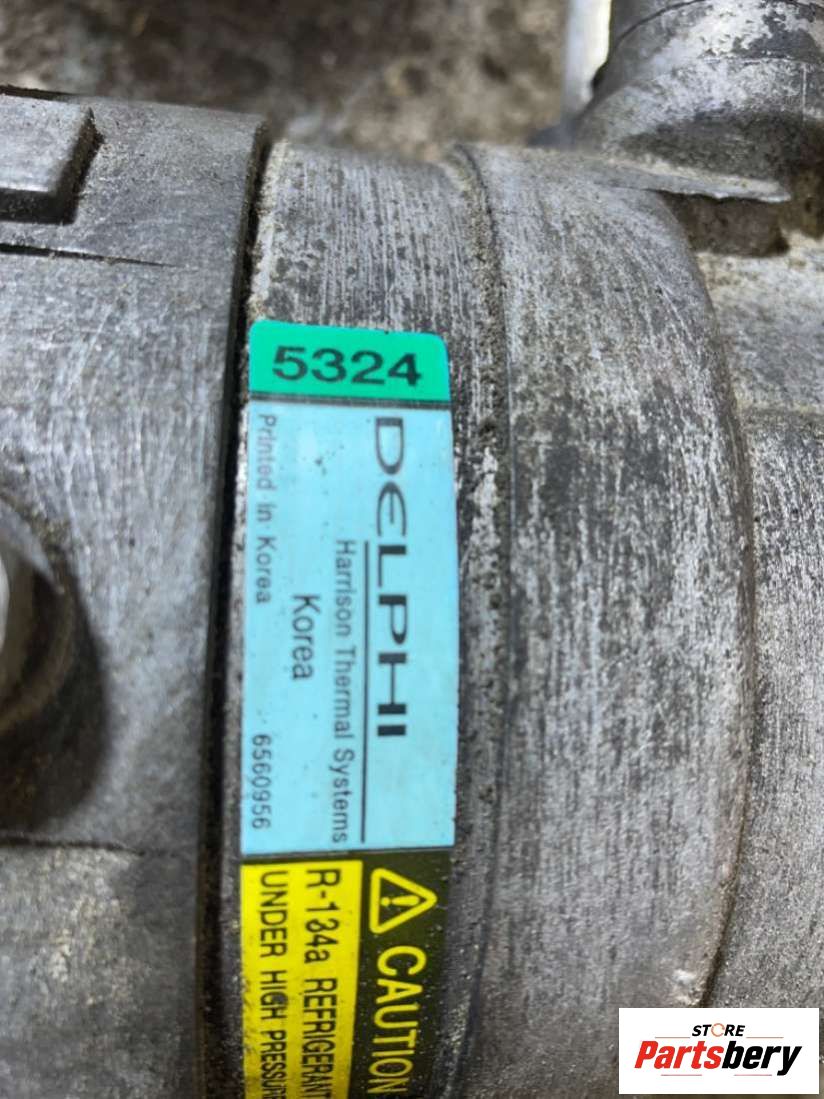 5324
DELPHI
Harrison Thermal Systems
Korea
Printed in Korea 6560956
CAUTION
R-134a REFRIGERANT
UNDER HIGH PRESSURE
STORE
Partsbery